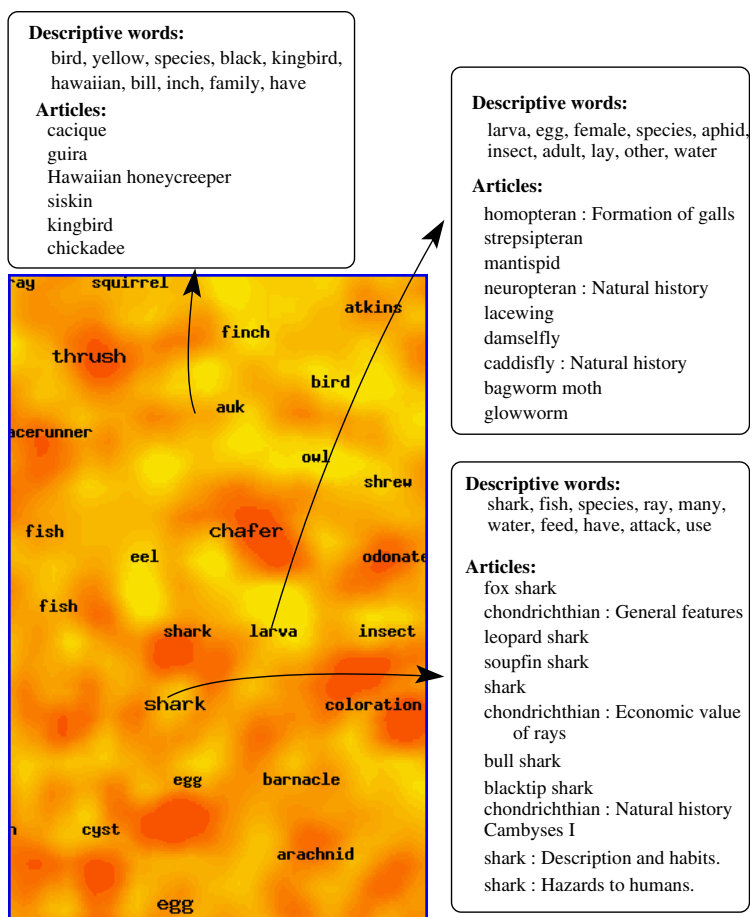 Descriptive words:
bird, yellow, species, black, kingbird,
hawaiian, bill, inch, family, have
Articles:
cacique
guira
Hawaiian honeycreeper
siskin
kingbird
chickadee
Descriptive words:
larva, egg, female, species, aphid,
insect, adult, lay, other, water
Articles:
homopteran : Formation of galls
strepsipteran
mantispid
neuropteran : Natural history
lacewing
damselfly
caddisfly : Natural history
bagworm moth
glowworm
Descriptive words:
shark, fish, species, ray, many,
water, feed, have, attack, use
Articles:
fox shark
chondrichthian : General features
leopard shark
soupfin shark
shark
chondrichthian : Economic value
of rays
bull shark
blacktip shark
chondrichthian : Natural history
Cambyses I
shark : Description and habits.
shark : Hazards to humans.
ray squirrel
atkins
finch
thrush
bird
auk
acerunner
owl
shrew
fish chafer
eel odonate
fish
shark larva insect
shark coloration
egg barnacle
n cyst
arachnid
egg